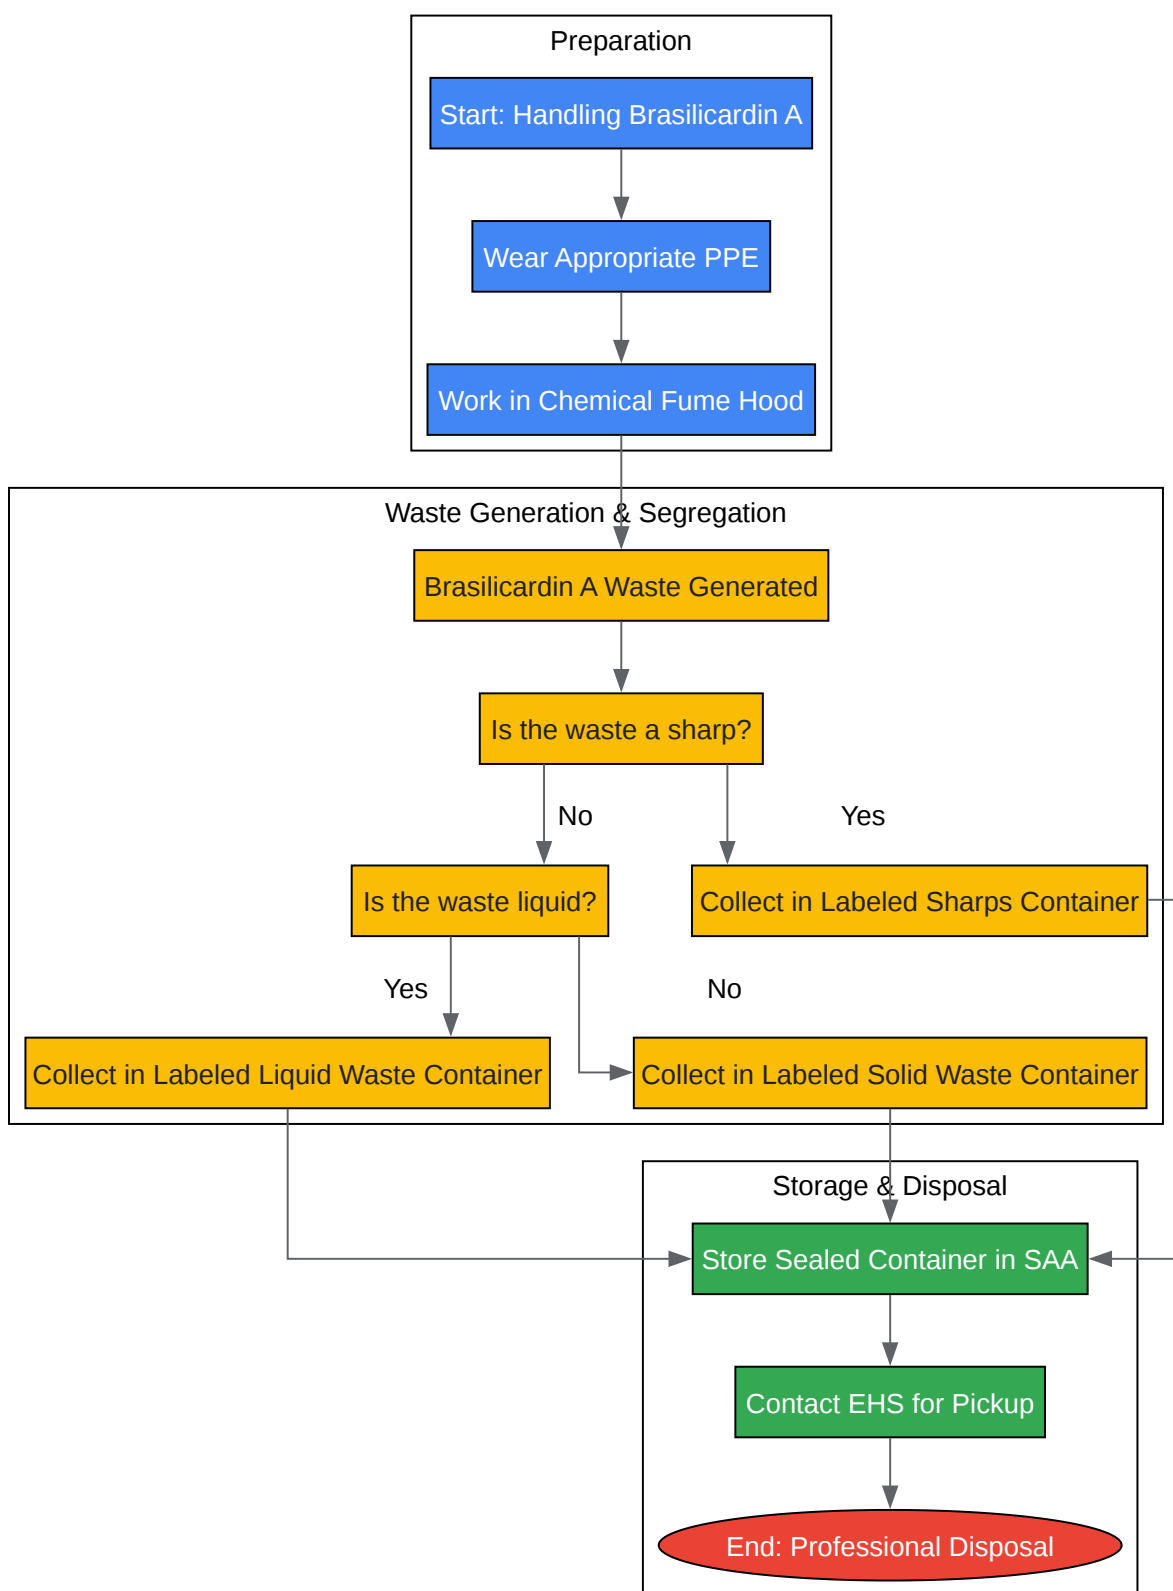 Preparation
Start: Handling Brasilicardin A
Wear Appropriate PPE
Work in Chemical Fume Hood
Waste Generation & Segregation
Brasilicardin A Waste Generated
Is the waste a sharp?
No
Yes
Is the waste liquid?
Collect in Labeled Sharps Container
Yes
No
Collect in Labeled Liquid Waste Container
Collect in Labeled Solid Waste Container
Storage & Disposal
Store Sealed Container in SAA
Contact EHS for Pickup
End: Professional Disposal